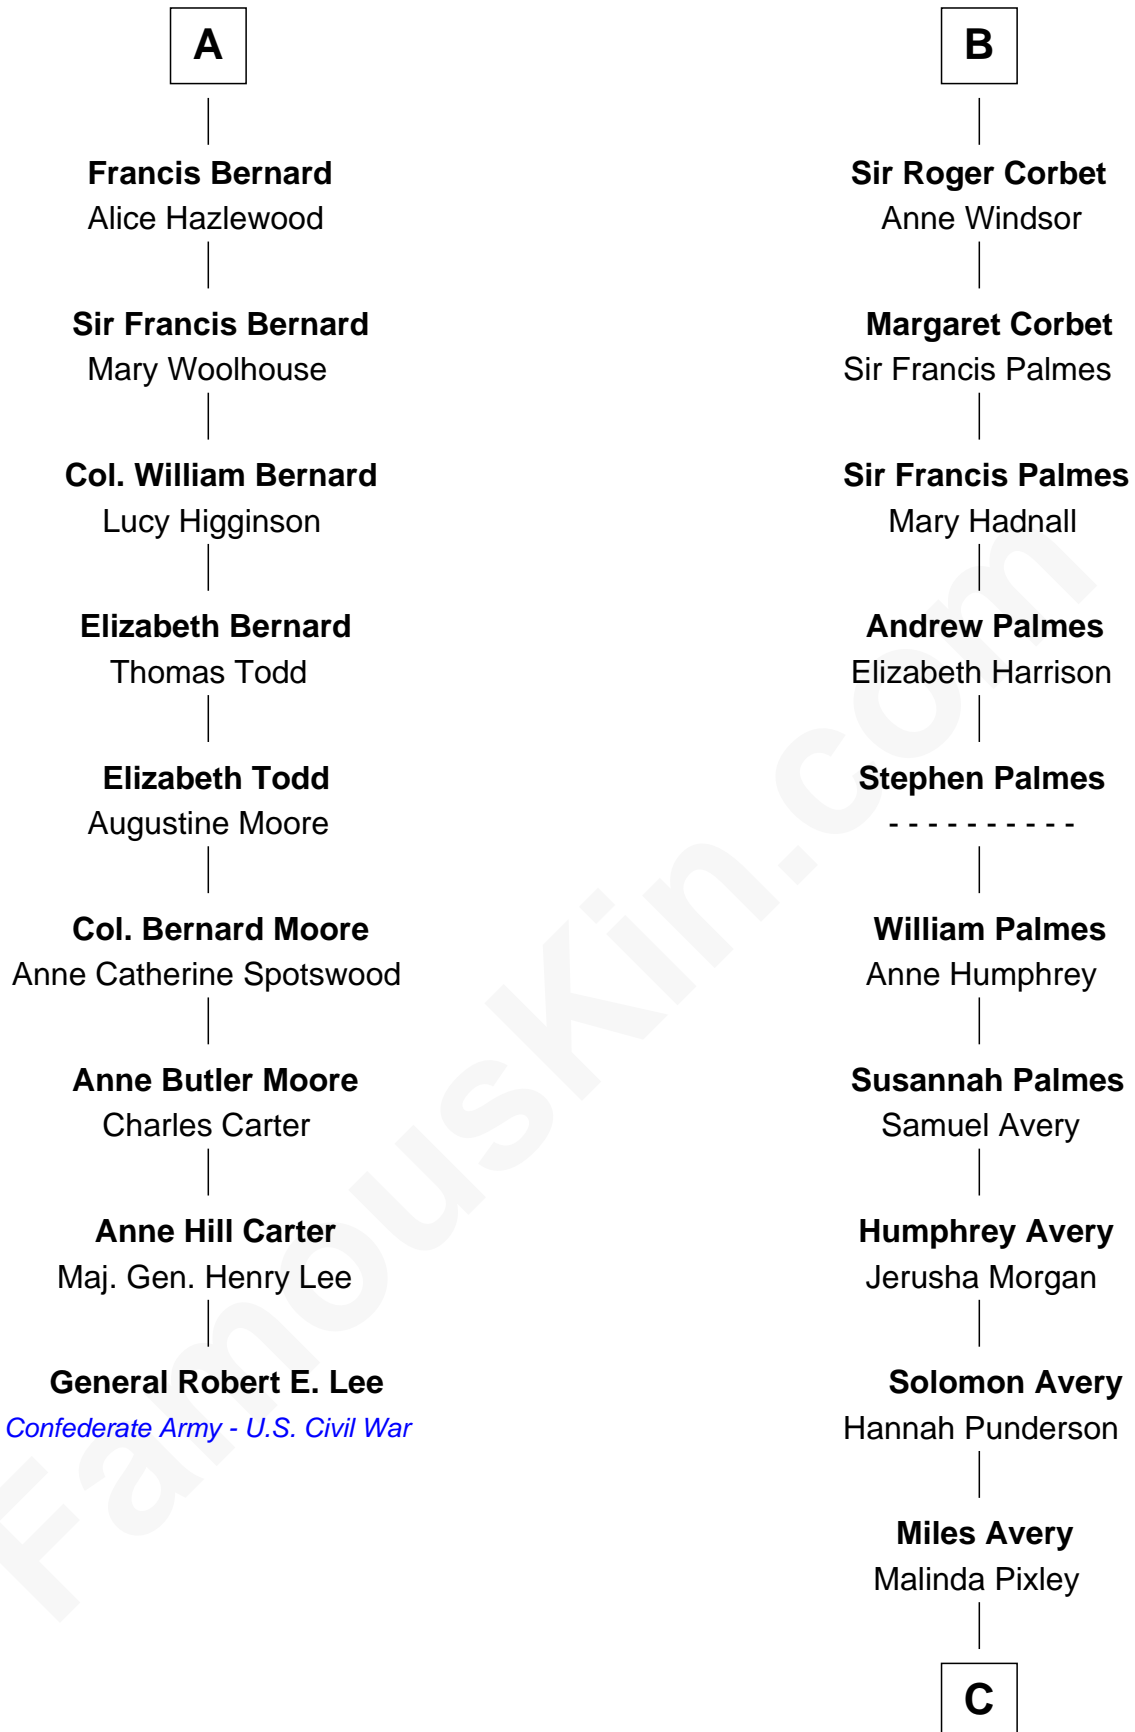 A
Francis Bernard
Alice Hazlewood
Sir Francis Bernard
Mary Woolhouse
Col. William Bernard
Lucy Higginson
Elizabeth Bernard
Thomas Todd
Elizabeth Todd
Augustine Moore
Col. Bernard Moore
Anne Catherine Spotswood
Anne Butler Moore
Charles Carter
Anne Hill Carter
Maj. Gen. Henry Lee
General Robert E. Lee
Confederate Army - U.S. Civil War
B
Sir Roger Corbet
Anne Windsor
Margaret Corbet
Sir Francis Palmes
Sir Francis Palmes
Mary Hadnall
Andrew Palmes
Elizabeth Harrison
Stephen Palmes
- - - - - - - - - -
William Palmes
Anne Humphrey
Susannah Palmes
Samuel Avery
Humphrey Avery
Jerusha Morgan
Solomon Avery
Hannah Punderson
Miles Avery
Malinda Pixley
C
FamousKin.com